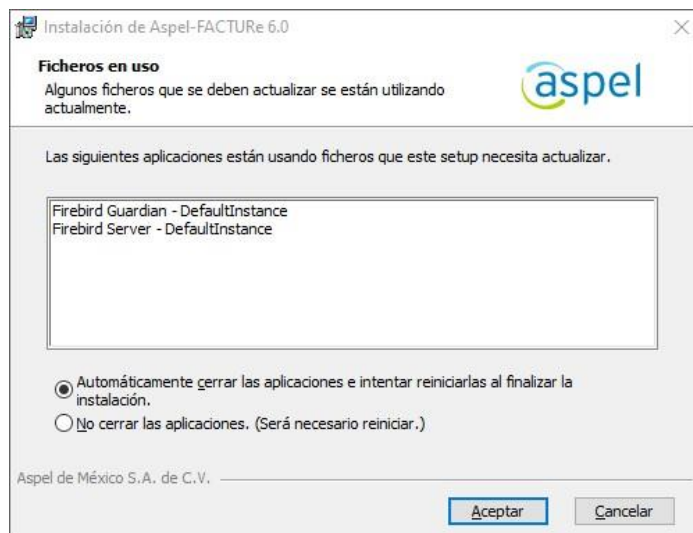 Instalación de Aspel-FACTURe 6.0
Ficheros en uso
Algunos ficheros que se deben actualizar se están utilizando
actualmente.
aspel
Las siguientes aplicaciones están usando ficheros que este setup necesita actualizar.
Firebird Guardian - DefaultInstance
Firebird Server - DefaultInstance
Automáticamente cerrar las aplicaciones e intentar reiniciarlas al finalizar la
instalación.
No cerrar las aplicaciones. (Será necesario reiniciar.)
Aspel de México S.A. de C.V.
Aceptar
Cancelar